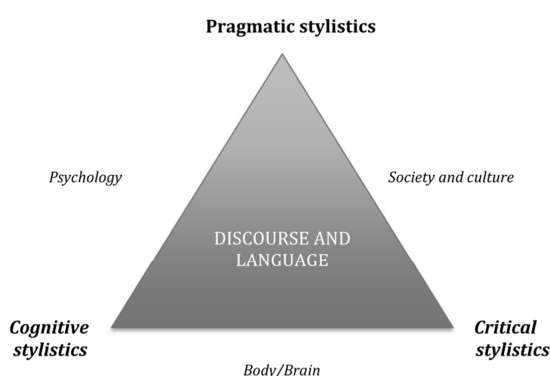 Pragmatic stylistics
Psychology
Society and culture
DISCOURSE AND
LANGUAGE
Cognitive
stylistics
Critical
stylistics
Body/Brain